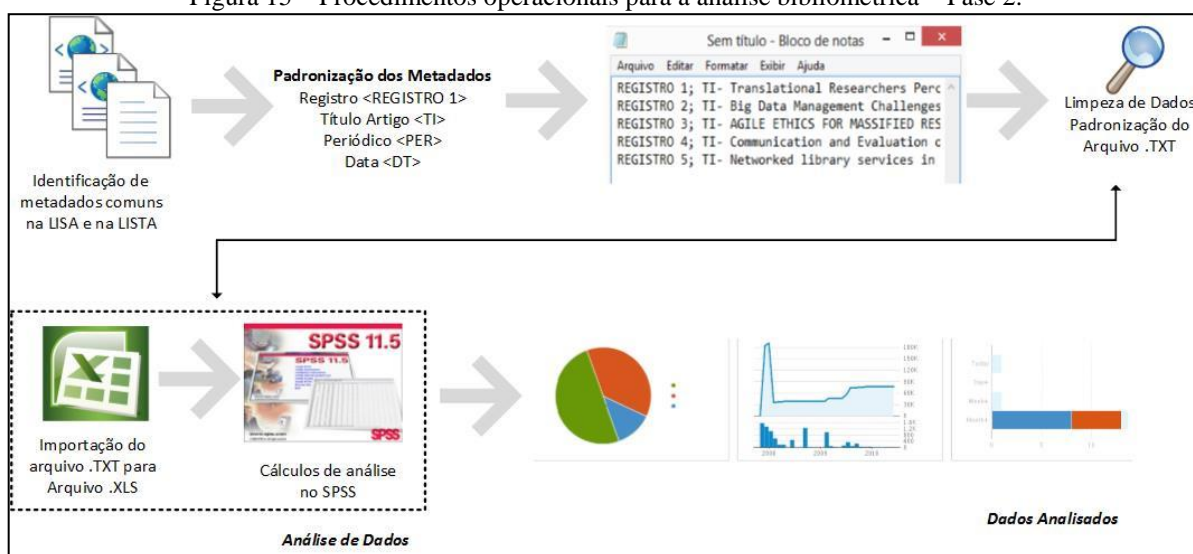 Figura 15 – Procedimentos operacionais para a análise bibliométrica – Fase 2.
Identificação de
metadados comuns
na LISA e na LISTA
Padronização dos Metadados
Registro <REGISTRO 1>
Título Artigo <TI>
Periódico <PER>
Data <DT>
Sem título - Bloco de notas
Arquivo Editar Formatar Exibir Ajuda
REGISTRO 1; TI- Translational Researchers Perc
REGISTRO 2; TI- Big Data Management Challenges
REGISTRO 3; TI- AGILE ETHICS FOR MASSIFIED RES
REGISTRO 4; TI- Communication and Evaluation c
REGISTRO 5; TI- Networked library services in
Limpeza de Dados
Padronização do
Arquivo .TXT
Importação do
arquivo .TXT para
Arquivo .XLS
SPSS 11.5
SPSS 11.5
SPSS
Cálculos de análise
no SPSS
Análise de Dados
Dados Analisados